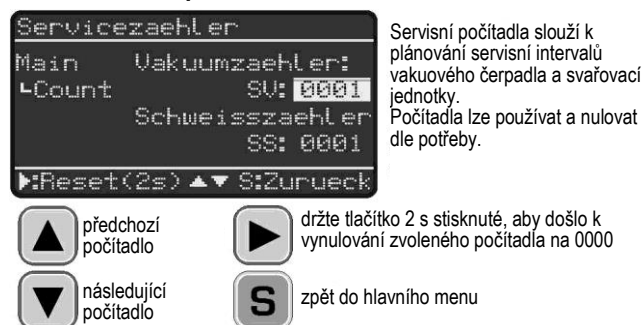 Servicezaehler
Main Vakuumzaehler:
Count SV: 0001
Schweisszaehler
SS: 0001
▶:Reset(2s) ▲▼ S:Zurueck
Servisní počítadla slouží k
plánování servisní intervalů
vakuového čerpadla a svařovací
jednotky.
Počítadla lze používat a nulovat
dle potřeby.
předchozí
počítadlo
držte tlačítko 2 s stisknuté, aby došlo k
vynulování zvoleného počítadla na 0000
následující
počítadlo
S
zpět do hlavního menu